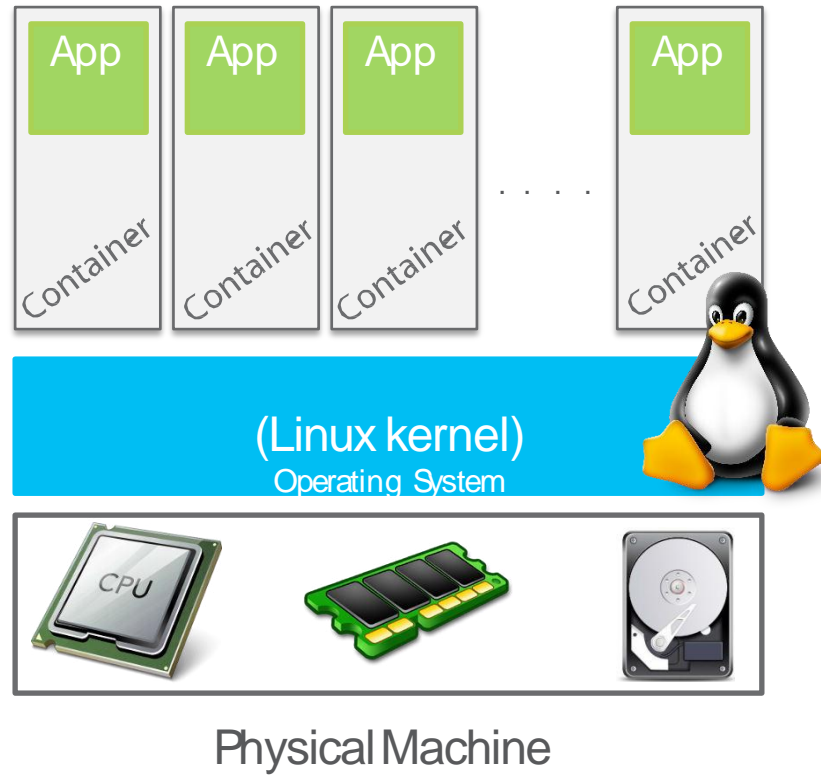 App
App
App
App
. . . .
Container
Container
Container
Container
(Linux kernel)
Operating System
CPU
Physical Machine